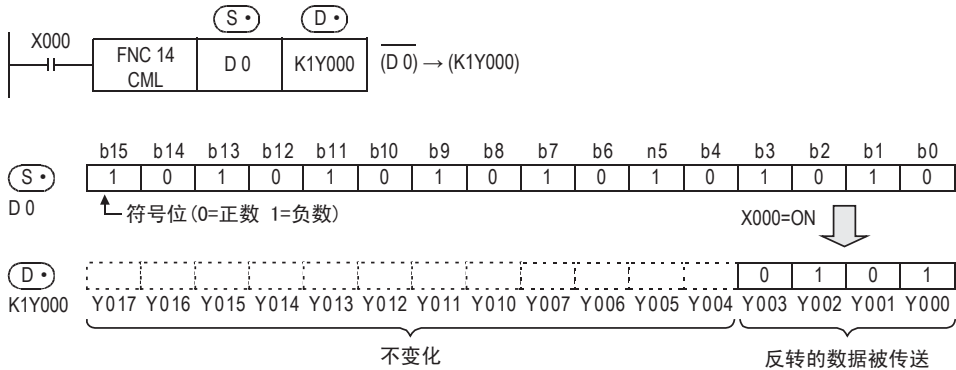 S• D•
X000
FNC 14 D 0 K1Y000 (D 0) → (K1Y000)
CML
b15 b14 b13 b12 b11 b10 b9 b8 b7 b6 n5 b4 b3 b2 b1 b0
S• 1 0 1 0 1 0 1 0 1 0 1 0 1 0 1 0
D 0
符号位(0=正数 1=负数)
X000=ON
D• 0 1 0 1
K1Y000 Y017 Y016 Y015 Y014 Y013 Y012 Y011 Y010 Y007 Y006 Y005 Y004 Y003 Y002 Y001 Y000
不变化 反转的数据被传送